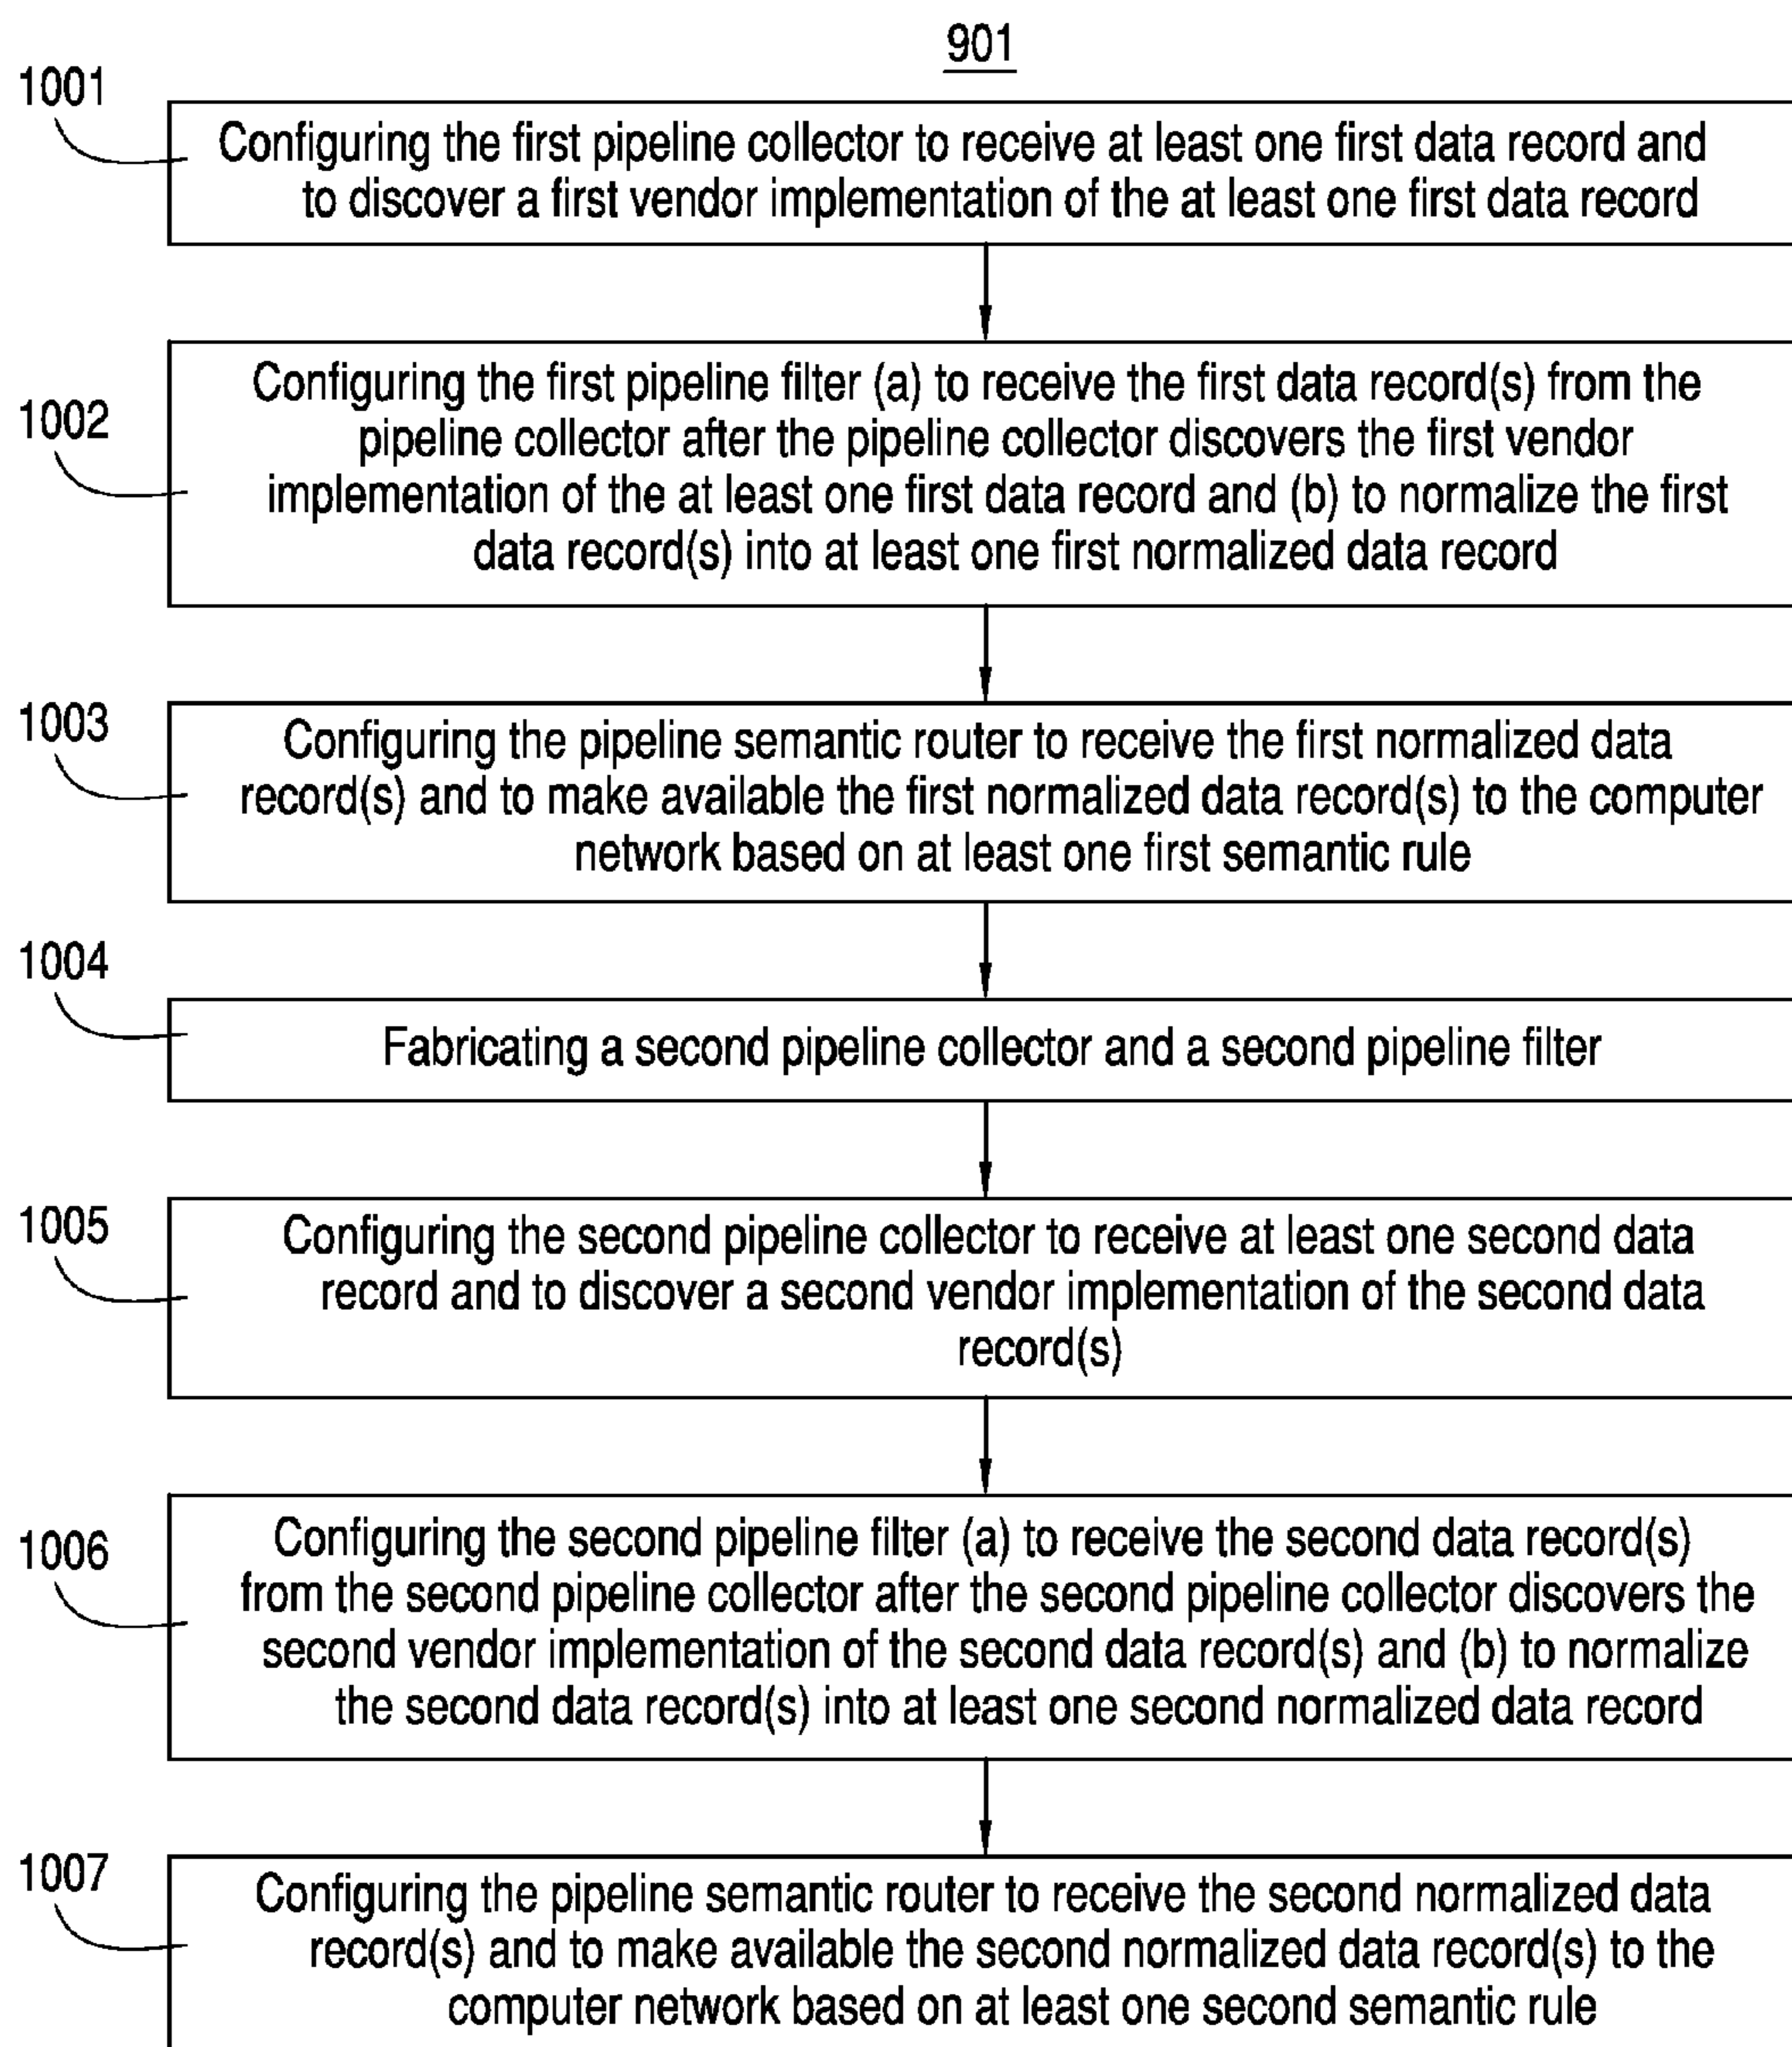 901
1001
Configuring the first pipeline collector to receive at least one first data record and
to discover a first vendor implementation of the at least one first data record
1002
Configuring the first pipeline filter (a) to receive the first data record(s) from the
pipeline collector after the pipeline collector discovers the first vendor
implementation of the at least one first data record and (b) to normalize the first
data record(s) into at least one first normalized data record
1003
Configuring the pipeline semantic router to receive the first normalized data
record(s) and to make available the first normalized data record(s) to the computer
network based on at least one first semantic rule
1004
Fabricating a second pipeline collector and a second pipeline filter
1005
Configuring the second pipeline collector to receive at least one second data
record and to discover a second vendor implementation of the second data
record(s)
1006
Configuring the second pipeline filter (a) to receive the second data record(s)
from the second pipeline collector after the second pipeline collector discovers the
second vendor implementation of the second data record(s) and (b) to normalize
the second data record(s) into at least one second normalized data record
1007
Configuring the pipeline semantic router to receive the second normalized data
record(s) and to make available the second normalized data record(s) to the
computer network based on at least one second semantic rule